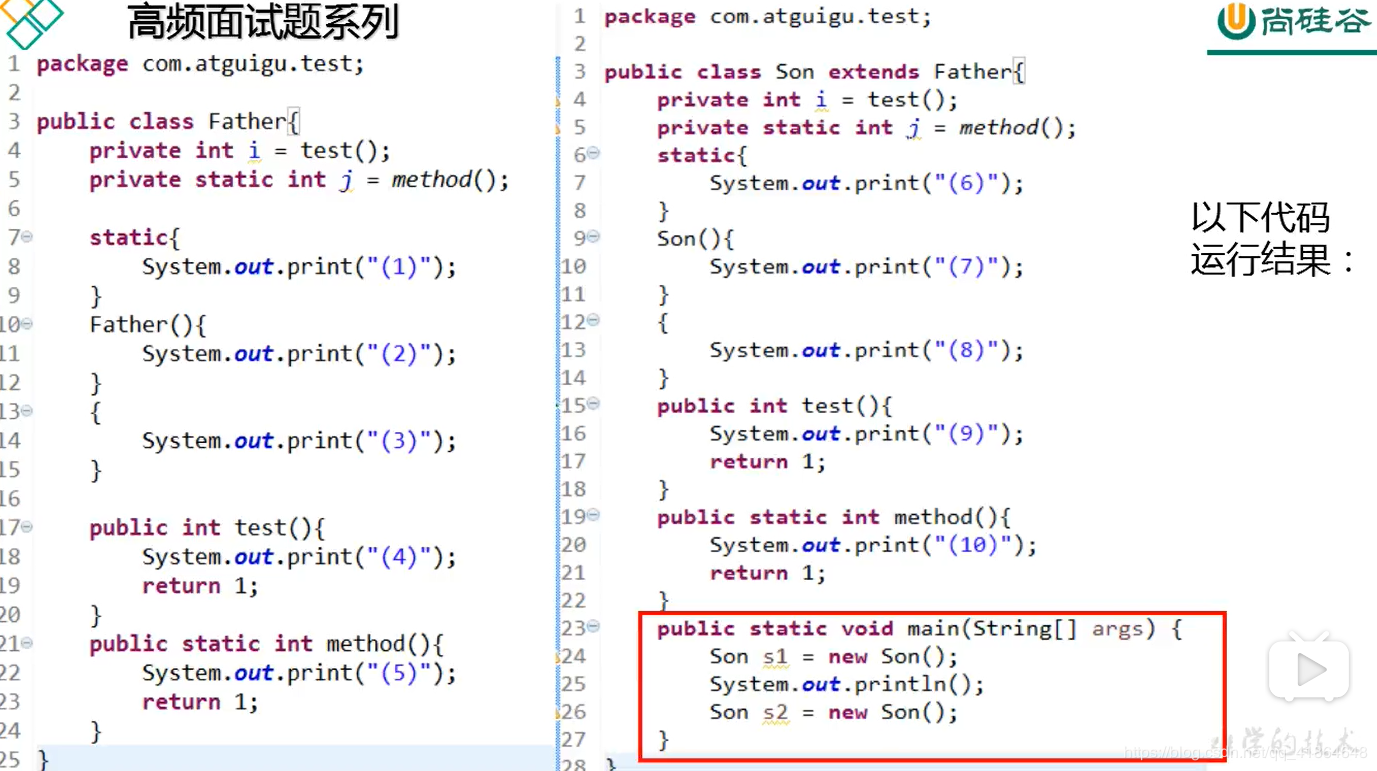 高频面试题系列
1 package com.atguigu.test;
2
3 public class Father{
4 private int i = test();
5 private static int j = method();
6
7 static{
8 System.out.print("(1)");
9 }
10 Father(){
11 System.out.print("(2)");
12 }
13 {
14 System.out.print("(3)");
15 }
16
17 public int test(){
18 System.out.print("(4)");
19 return 1;
20 }
21 public static int method(){
22 System.out.print("(5)");
23 return 1;
24 }
25 }
1 package com.atguigu.test;
2
3 public class Son extends Father{
4 private int i = test();
5 private static int j = method();
6 static{
7 System.out.print("(6)");
8 }
9 Son(){
10 System.out.print("(7)");
11 }
12 {
13 System.out.print("(8)");
14 }
15 public int test(){
16 System.out.print("(9)");
17 return 1;
18 }
19 public static int method(){
20 System.out.print("(10)");
21 return 1;
22 }
23 public static void main(String[] args) {
24 Son s1 = new Son();
25 System.out.println();
26 Son s2 = new Son();
27 }
28 }
尚硅谷
以下代码
运行结果：